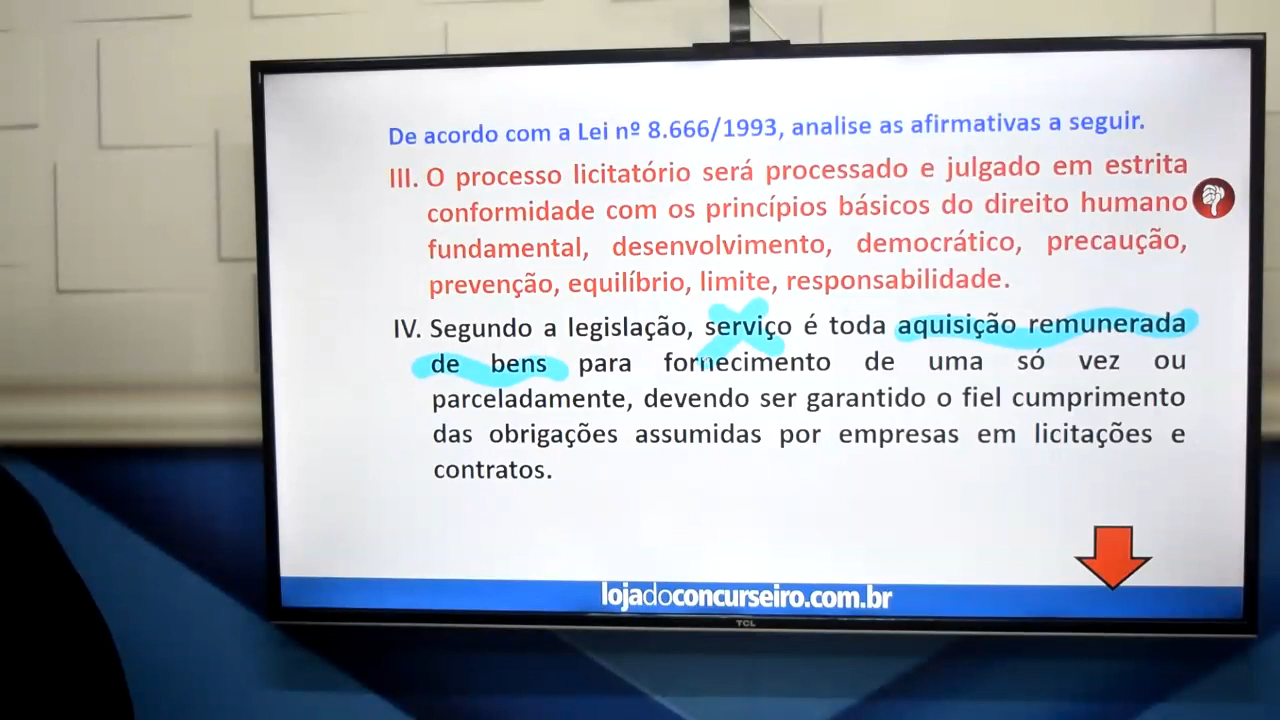 De acordo com a Lei nº 8.666/1993, analise as afirmativas a seguir.
III. O processo licitatório será processado e julgado em estrita
conformidade com os princípios básicos do direito humano
fundamental, desenvolvimento, democrático, precaução,
prevenção, equilíbrio, limite, responsabilidade.
IV. Segundo a legislação, serviço é toda aquisição remunerada
de bens para fornecimento de uma só vez ou
parceladamente, devendo ser garantido o fiel cumprimento
das obrigações assumidas por empresas em licitações e
contratos.
lojadoconcurseiro.com.br
TCL